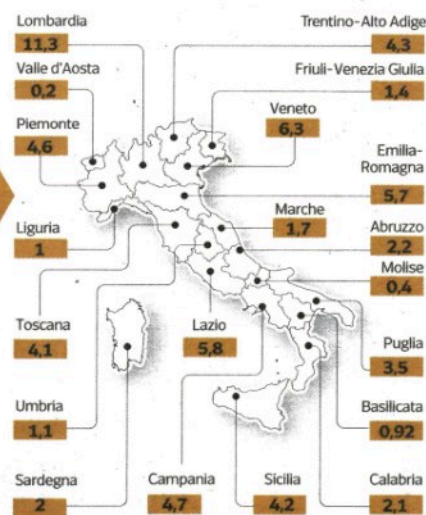 Lombardia
11,3
Trentino-Alto Adige
4,3
Valle d'Aosta
0,2
Friuli-Venezia Giulia
1,4
Piemonte
4,6
Veneto
6,3
Emilia-
Romagna
5,7
Liguria
1
Marche
1,7
Abruzzo
2,2
Molise
0,4
Toscana
4,1
Lazio
5,8
Puglia
3,5
Umbria
1,1
Basilicata
0,92
Sardegna
2
Campania
4,7
Sicilia
4,2
Calabria
2,1